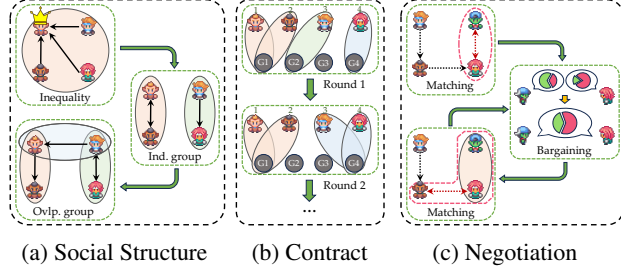 Inequality
Ind. group
Ovlp. group
(a) Social Structure
1 2 3 4
G1 G2 G3 G4
Round 1
1 2 3 4
G1 G2 G3 G4
Round 2
...
(b) Contract
Matching
Bargaining
Matching
(c) Negotiation